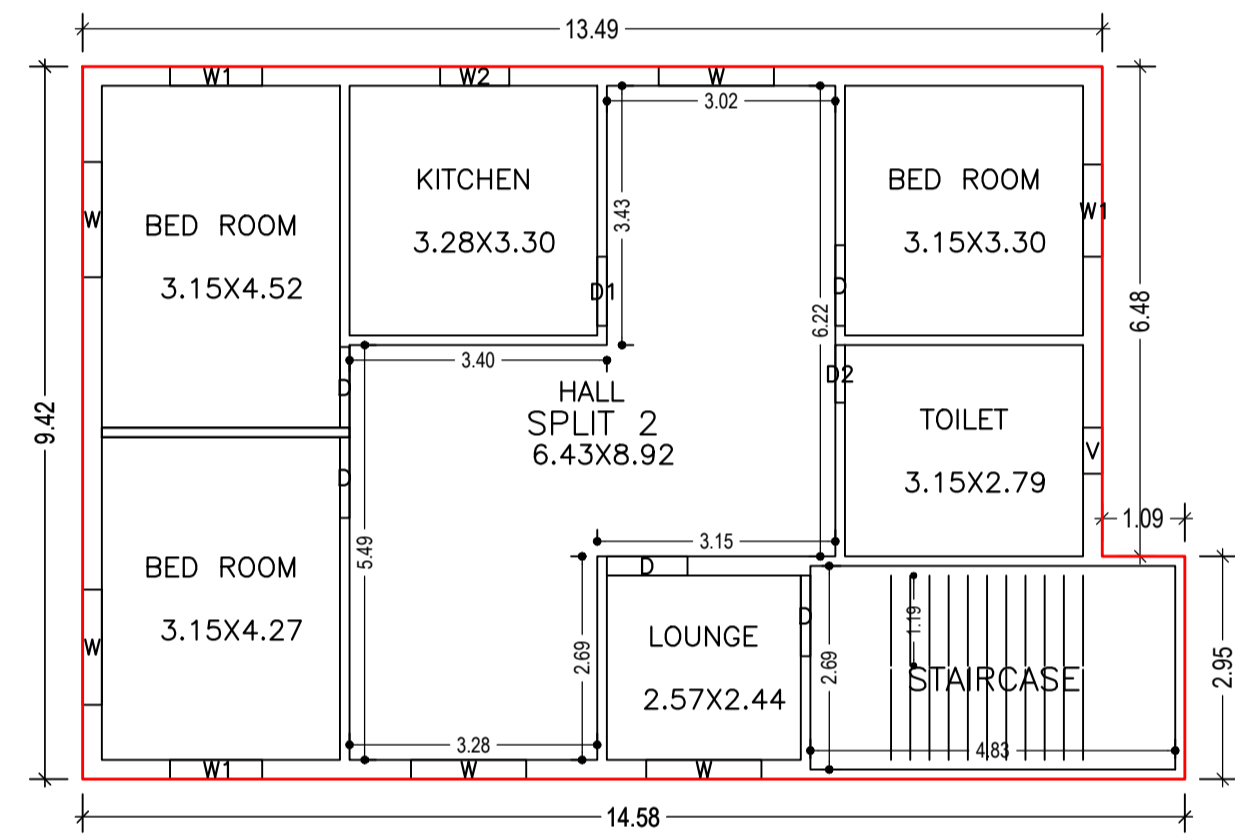 13.49
W1
W2
W
3.02
KITCHEN
3.28X3.30
BED ROOM
3.15X3.30
3.43
W
BED ROOM
3.15X4.52
W1
D1
D
6.22
6.48
3.40
D
D2
HALL
SPLIT 2
6.43X8.92
TOILET
3.15X2.79
9.42
V
D
1.09
3.15
5.49
D
BED ROOM
3.15X4.27
W
2.69
LOUNGE
2.57X2.44
D
2.69
1.19
STAIRCASE
2.95
3.28
4.83
W1
W
W
14.58